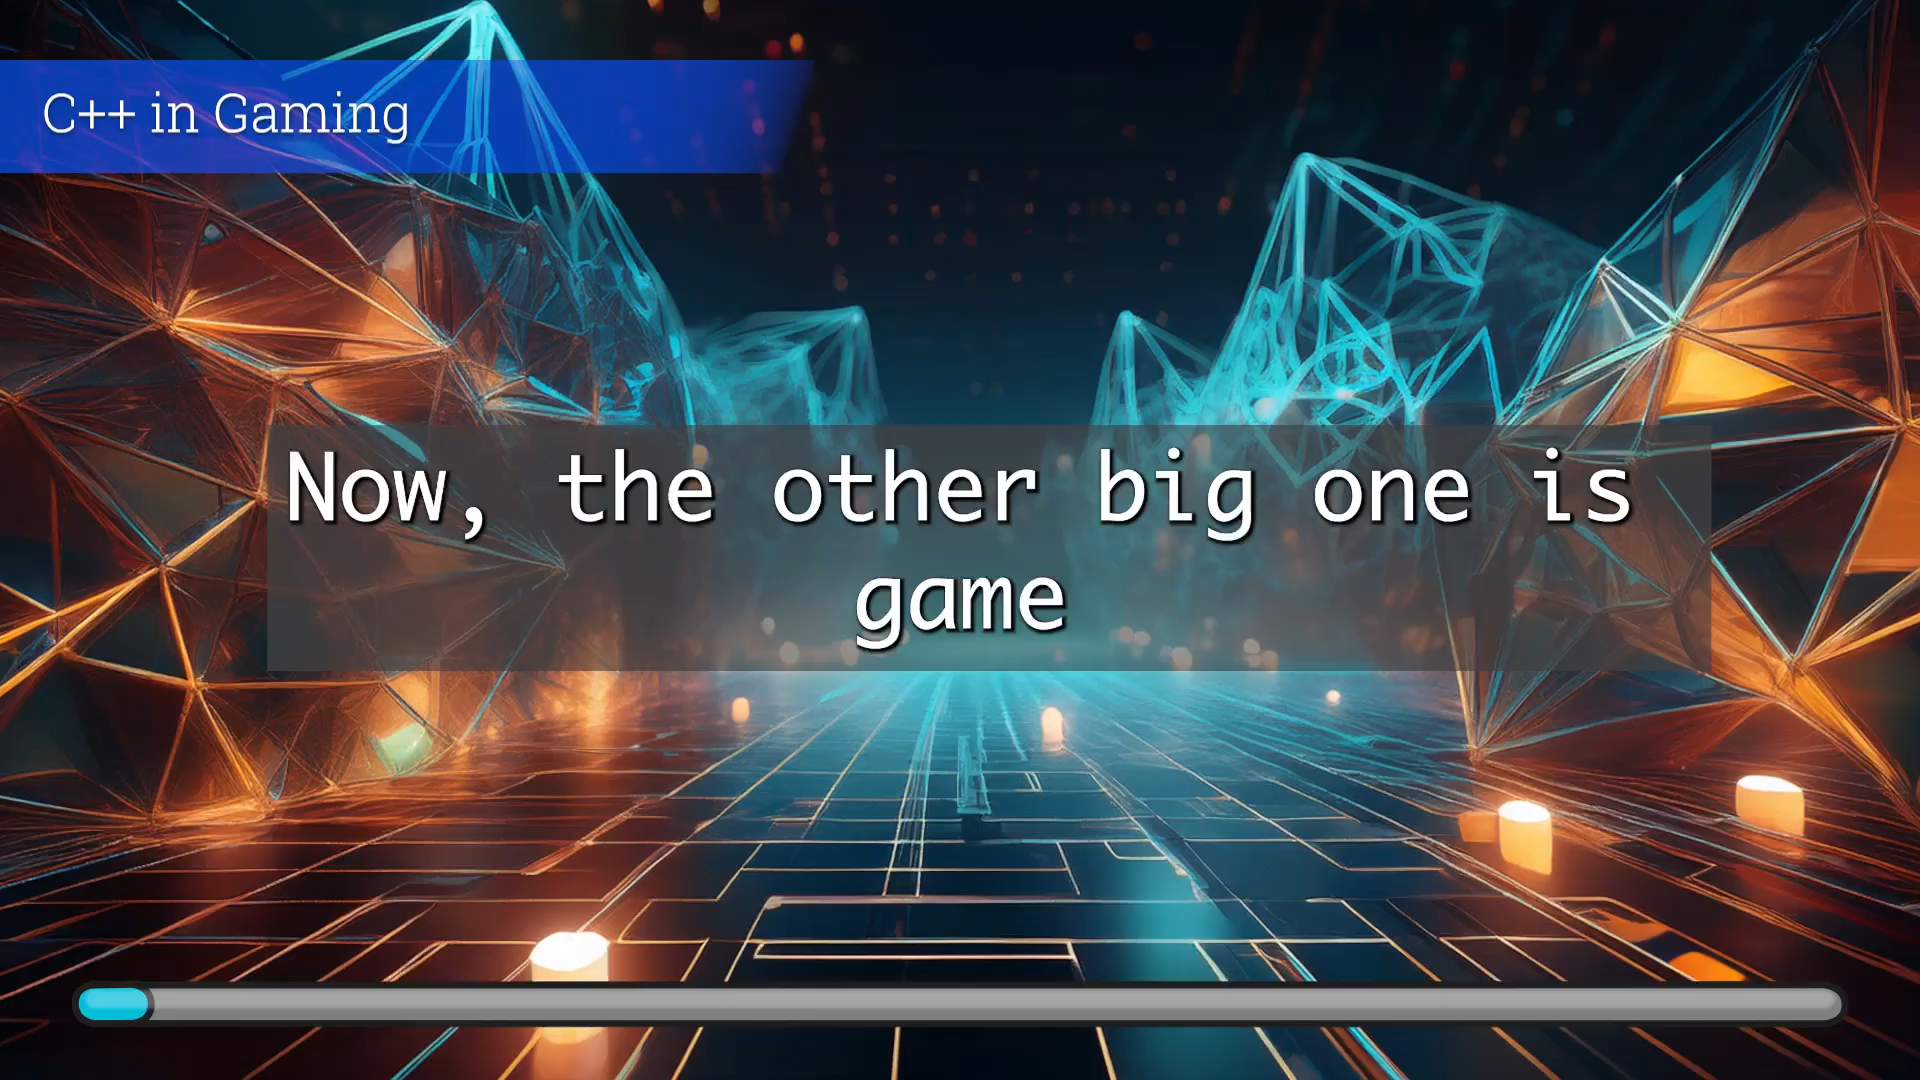 C++ in Gaming
Now, the other big one is
game